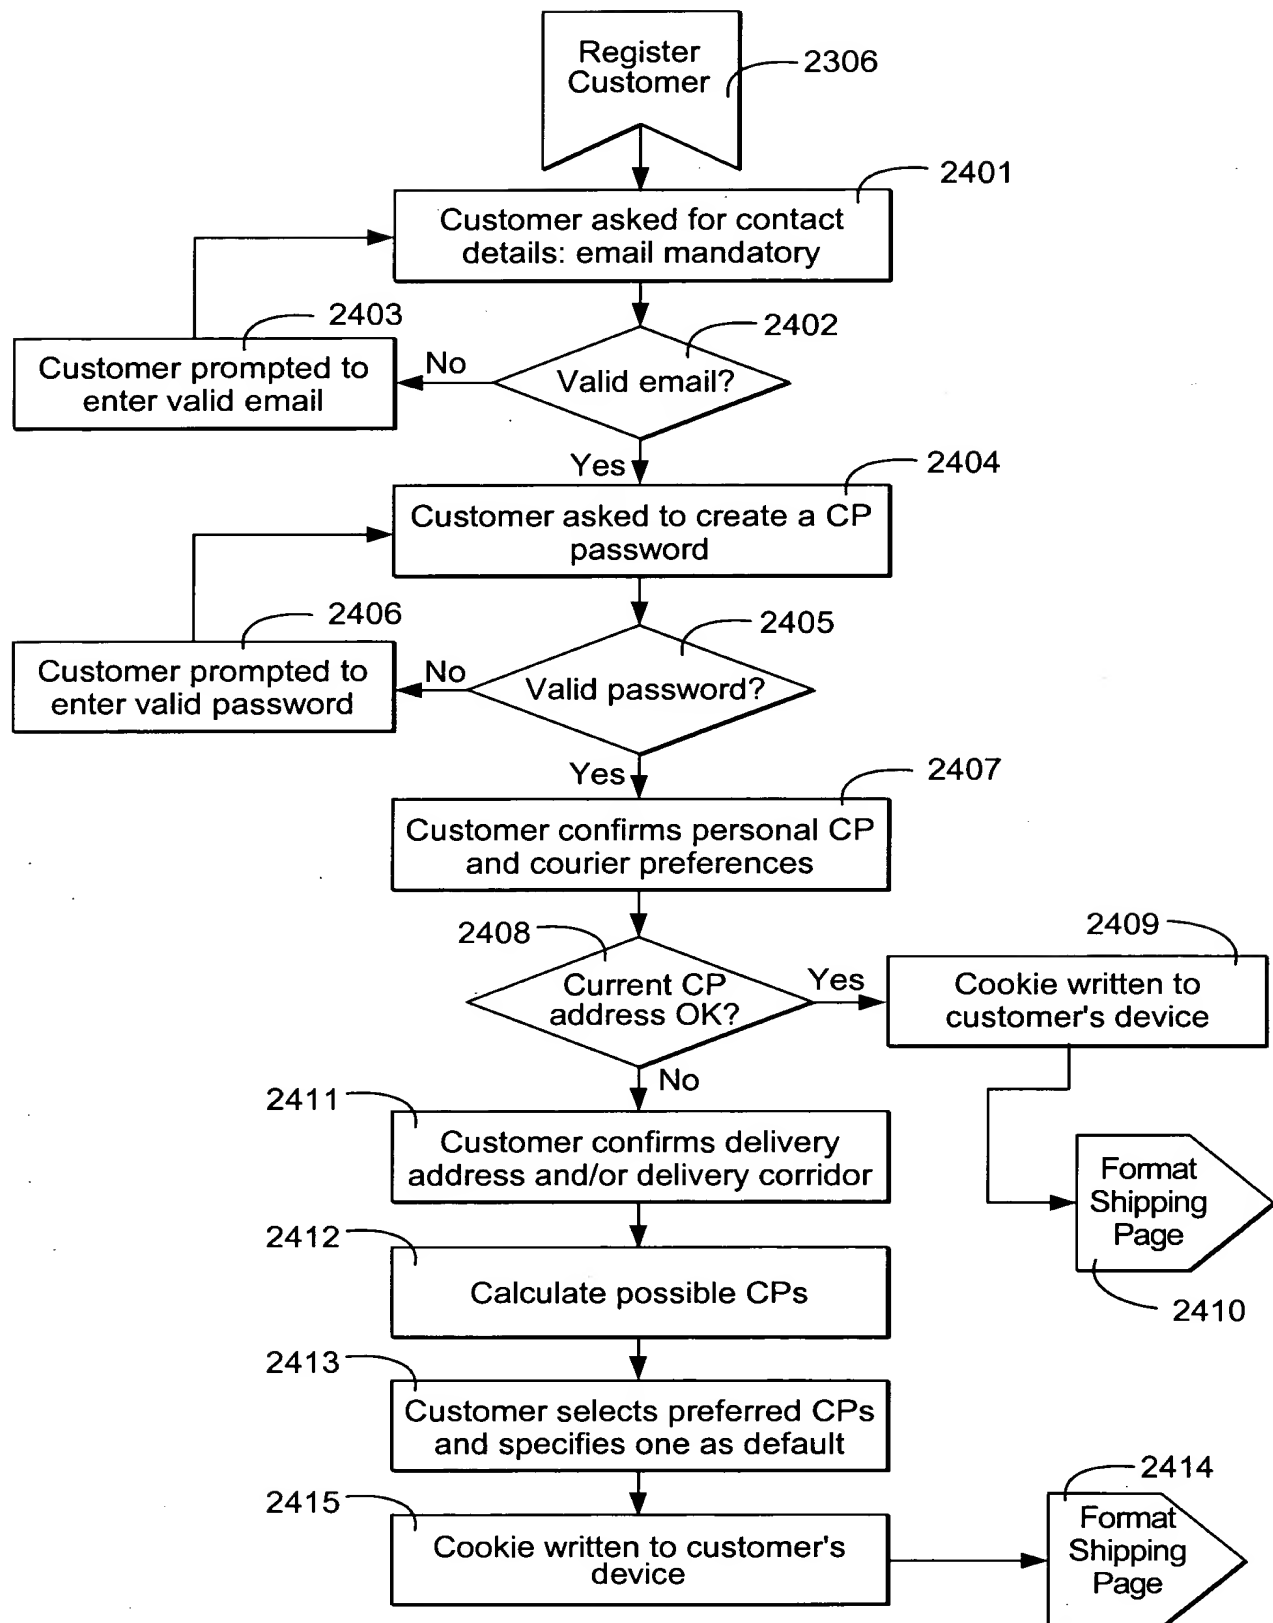 Register
Customer
2306
2401
Customer asked for contact
details: email mandatory
2403
2402
Customer prompted to
enter valid email
No
Valid email?
Yes
2404
Customer asked to create a CP
password
2406
2405
Customer prompted to
enter valid password
No
Valid password?
Yes
2407
Customer confirms personal CP
and courier preferences
2408
2409
Current CP
address OK?
Yes
Cookie written to
customer's device
No
2411
Customer confirms delivery
address and/or delivery corridor
Format
Shipping
Page
2410
2412
Calculate possible CPs
2413
Customer selects preferred CPs
and specifies one as default
2414
2415
Cookie written to customer's
device
Format
Shipping
Page